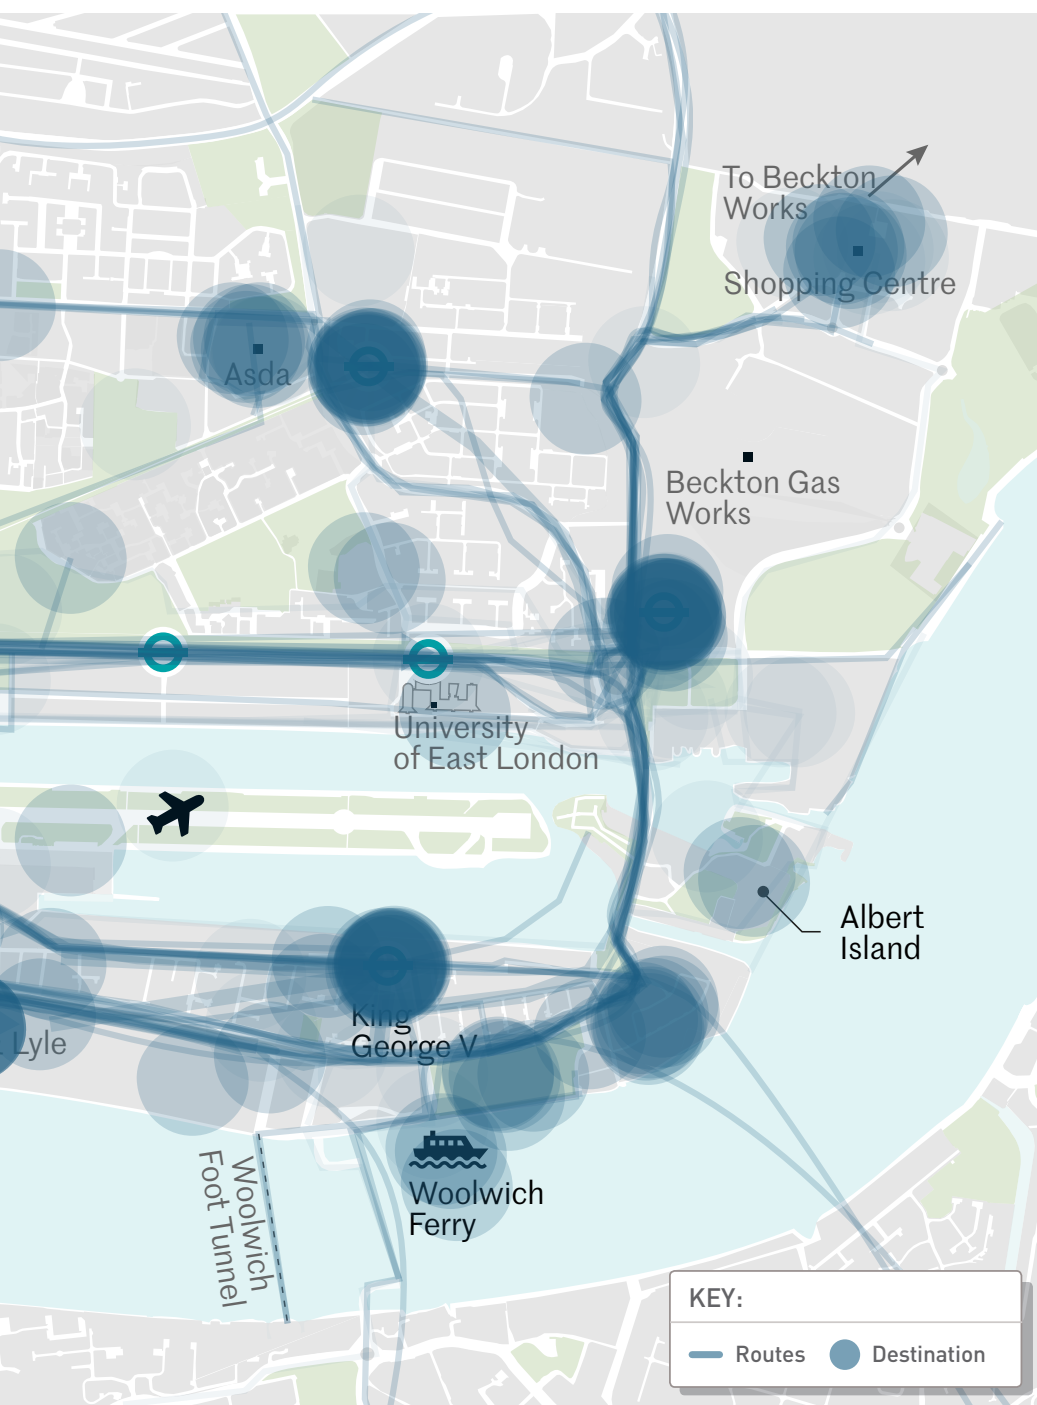 To Beckton
Works
Shopping Centre
Asda
Beckton Gas
Works
University
of East London
Albert
Island
King
George V
Lyle
Woolwich
Ferry
Woolwich
Foot Tunnel
KEY:
Routes
Destination